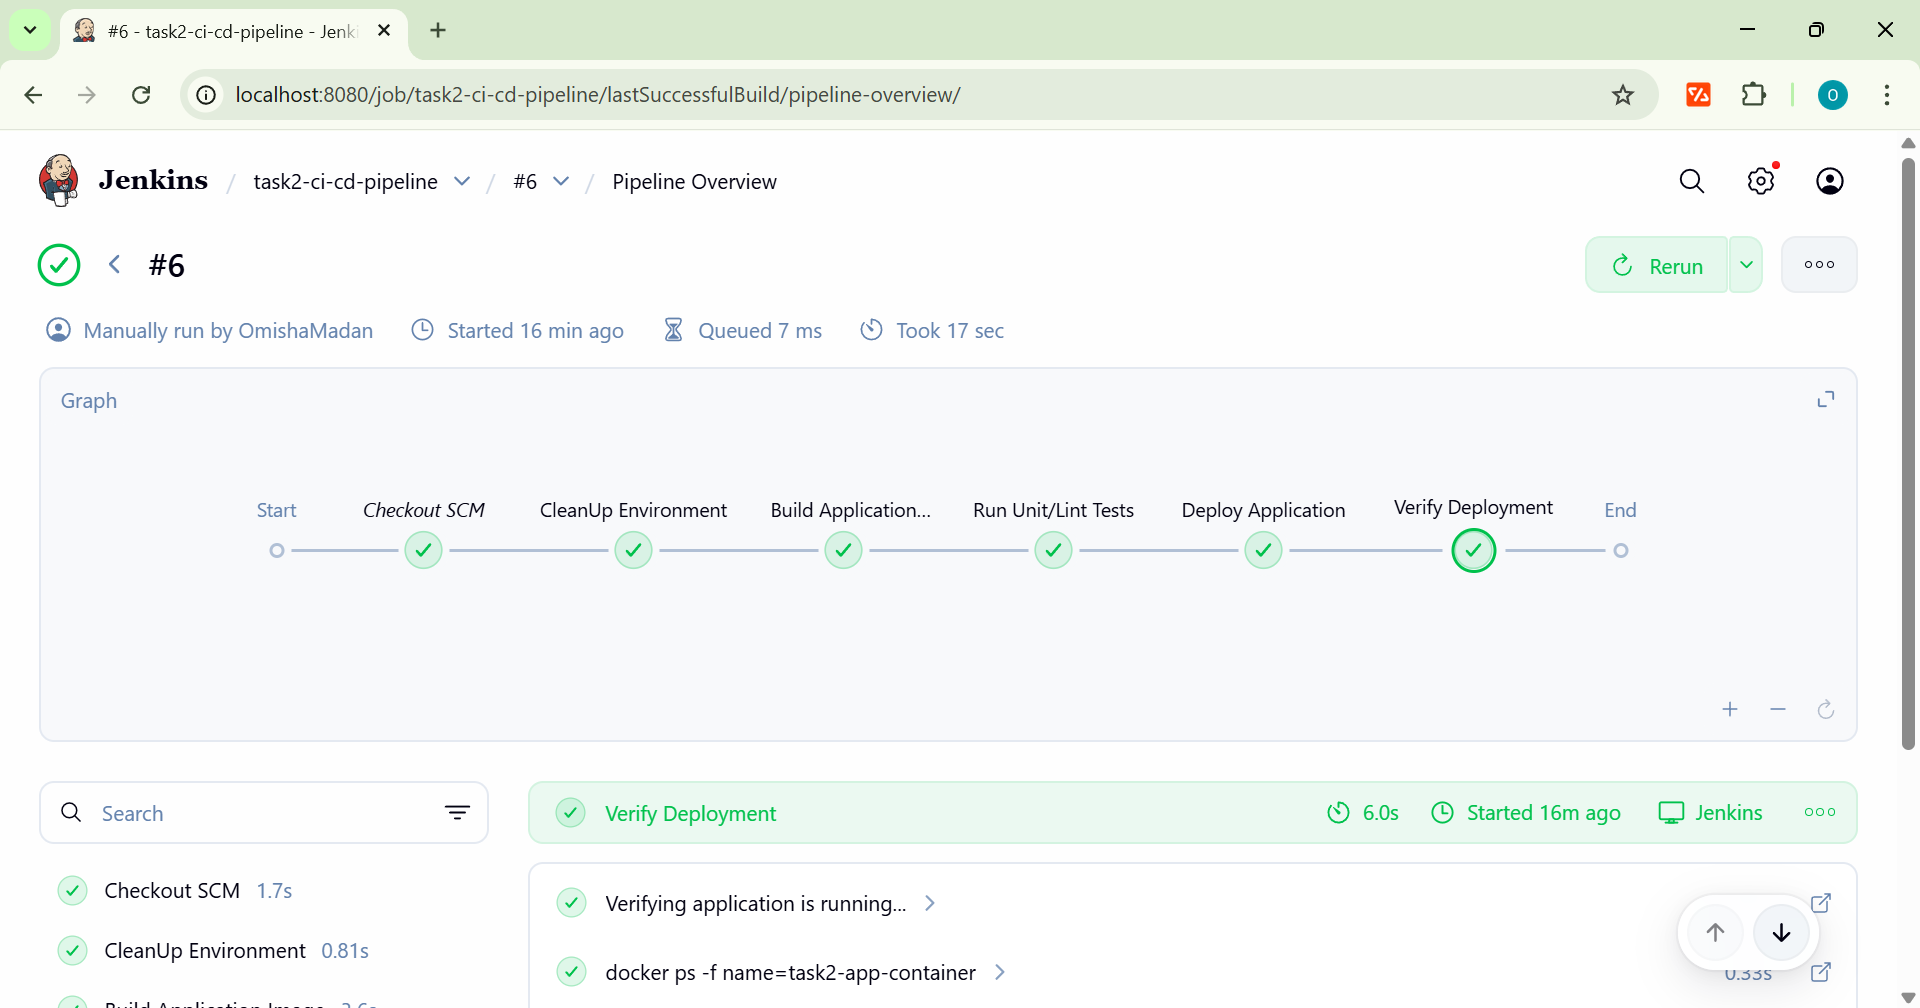 #6 - task2-ci-cd-pipeline - Jenki
localhost:8080/job/task2-ci-cd-pipeline/lastSuccessfulBuild/pipeline-overview/
O
Jenkins / task2-ci-cd-pipeline / #6 / Pipeline Overview
#6
Rerun
Manually run by OmishaMadan Started 16 min ago Queued 7 ms Took 17 sec
Graph
Start Checkout SCM CleanUp Environment Build Application... Run Unit/Lint Tests Deploy Application Verify Deployment End
Search
Verify Deployment 6.0s Started 16m ago Jenkins
Checkout SCM 1.7s
Verifying application is running...
CleanUp Environment 0.81s
docker ps -f name=task2-app-container 0.33s
Build Application Image